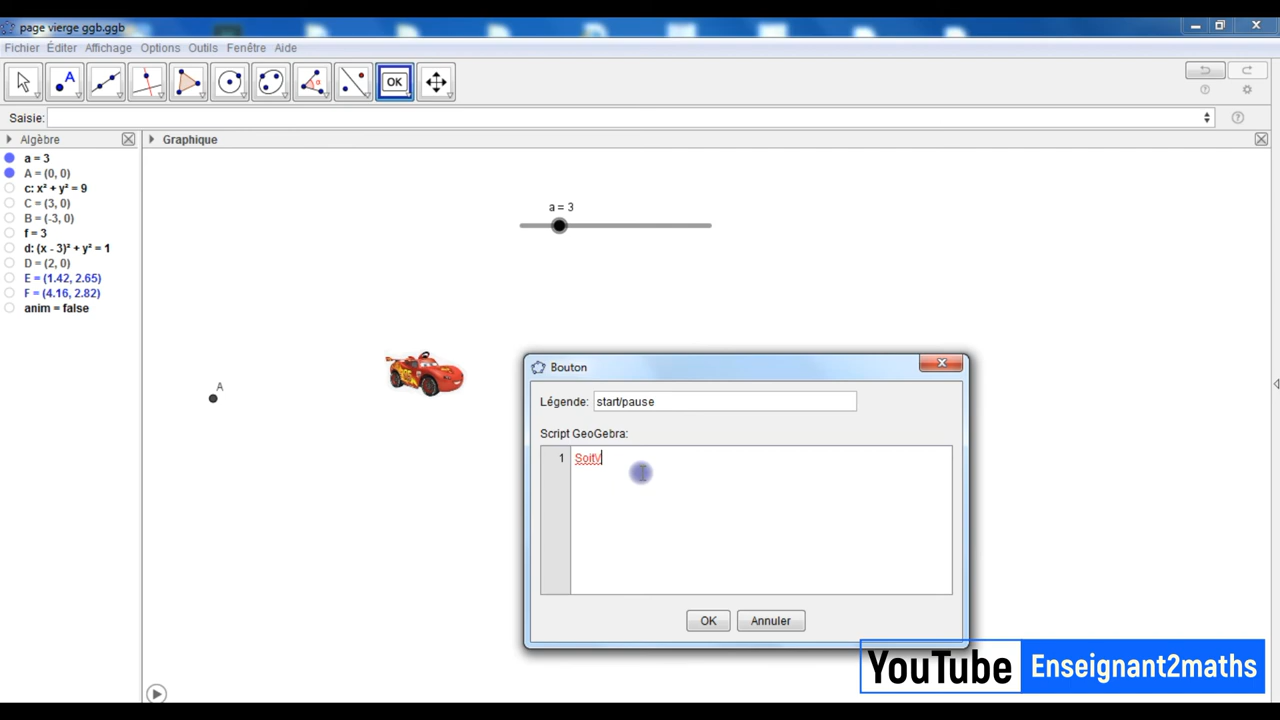 page vierge ggb.ggb
Fichier Éditer Affichage Options Outils Fenêtre Aide
A
α
OK
Saisie:
Algèbre
Graphique
a = 3
A = (0, 0)
c: x² + y² = 9
C = (3, 0)
B = (-3, 0)
f = 3
d: (x - 3)² + y² = 1
D = (2, 0)
E = (1.42, 2.65)
F = (4.16, 2.82)
anim = false
a = 3
A
Bouton
Légende: start/pause
Script GeoGebra:
1 SoitV
OK Annuler
YouTube Enseignant2maths